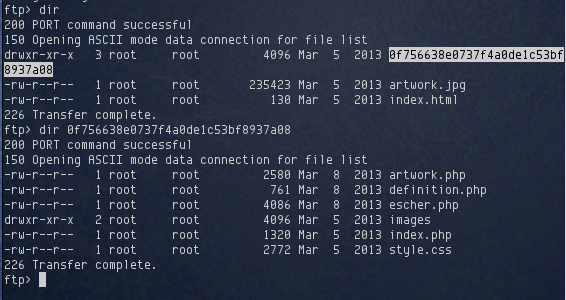 ftp> dir
200 PORT command successful
150 Opening ASCII mode data connection for file list
drwxr-xr-x   3 root     root         4096 Mar  5  2013 0f756638e0737f4a0de1c53bf
8937a08
-rw-r--r--   1 root     root       235423 Mar  5  2013 artwork.jpg
-rw-r--r--   1 root     root          130 Mar  5  2013 index.html
226 Transfer complete.
ftp> dir 0f756638e0737f4a0de1c53bf8937a08
200 PORT command successful
150 Opening ASCII mode data connection for file list
-rw-r--r--   1 root     root         2580 Mar  8  2013 artwork.php
-rw-r--r--   1 root     root          761 Mar  8  2013 definition.php
-rw-r--r--   1 root     root         4086 Mar  8  2013 escher.php
drwxr-xr-x   2 root     root         4096 Mar  5  2013 images
-rw-r--r--   1 root     root         1320 Mar  5  2013 index.php
-rw-r--r--   1 root     root         2772 Mar  5  2013 style.css
226 Transfer complete.
ftp>